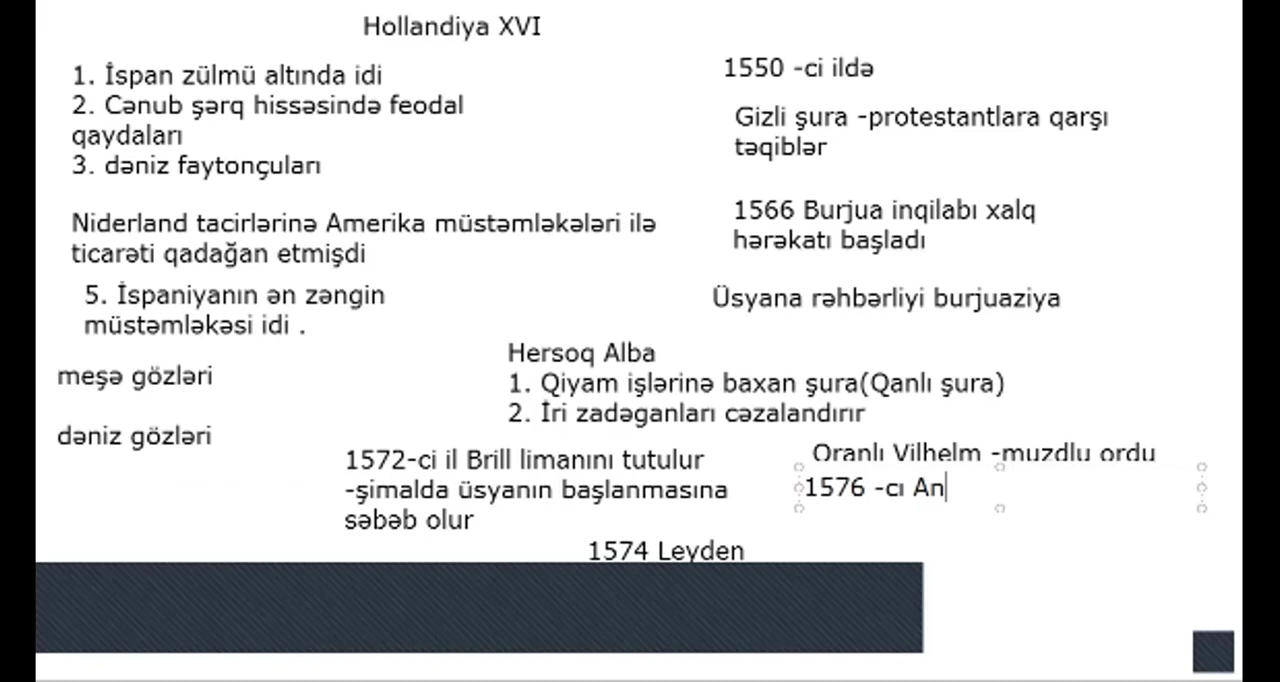 Hollandiya XVI
1. İspan zülmü altında idi
2. Cənub şərq hissəsində feodal
qaydaları
3. dəniz faytonçuları
Niderland tacirlərinə Amerika müstəmləkələri ilə
ticarəti qadağan etmişdi
5. İspaniyanın ən zəngin
müstəmləkəsi idi .
meşə gözləri
dəniz gözləri
1550 -ci ildə
Gizli şura -protestantlara qarşı
təqiblər
1566 Burjua inqilabı xalq
hərəkatı başladı
Üsyana rəhbərliyi burjuaziya
Hersoq Alba
1. Qiyam işlərinə baxan şura(Qanlı şura)
2. İri zadəganları cəzalandırır
1572-ci il Brill limanını tutulur
-şimalda üsyanın başlanmasına
səbəb olur
Oranlı Vilhelm -muzdlu ordu
1576 -cı An
1574 Leyden